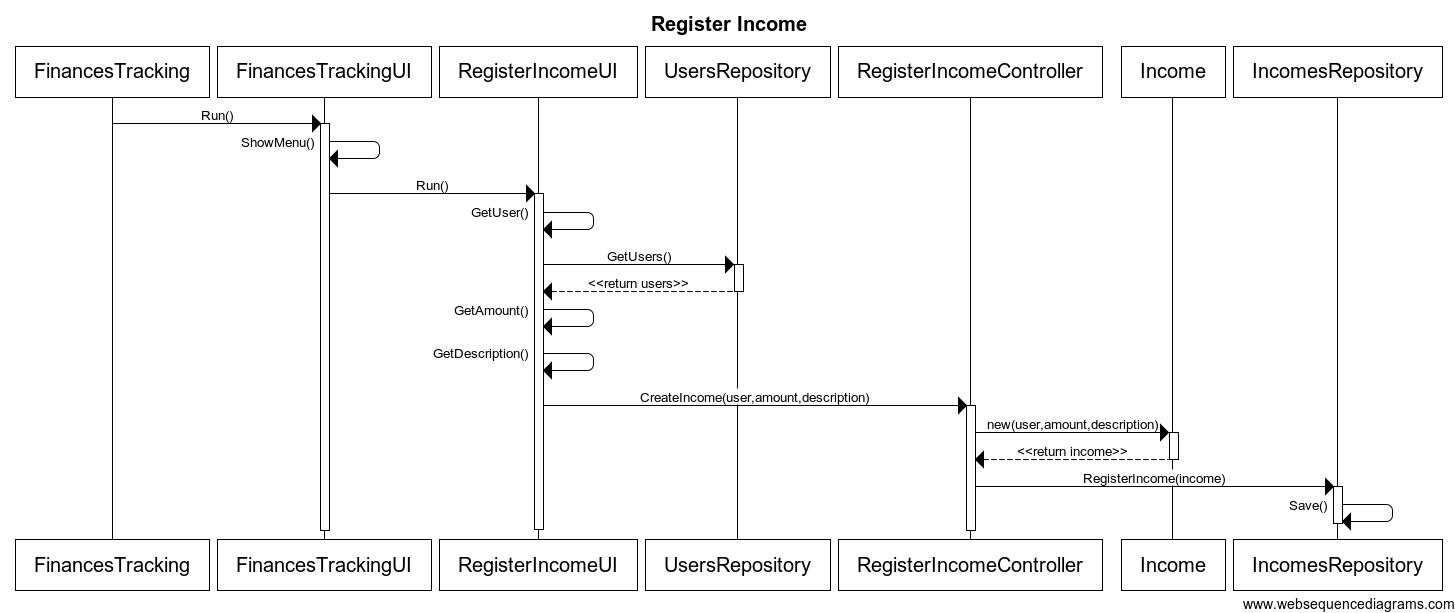 Register Income
FinancesTracking FinancesTrackingUI RegisterIncomeUI UsersRepository RegisterIncomeController Income IncomesRepository
Run()
ShowMenu()
Run()
GetUser()
GetUsers()
<<return users>>
GetAmount()
GetDescription()
CreateIncome(user,amount,description)
new(user,amount,description)
<<return income>>
RegisterIncome(income)
Save()
FinancesTracking FinancesTrackingUI RegisterIncomeUI UsersRepository RegisterIncomeController Income IncomesRepository
www.websequencediagrams.com